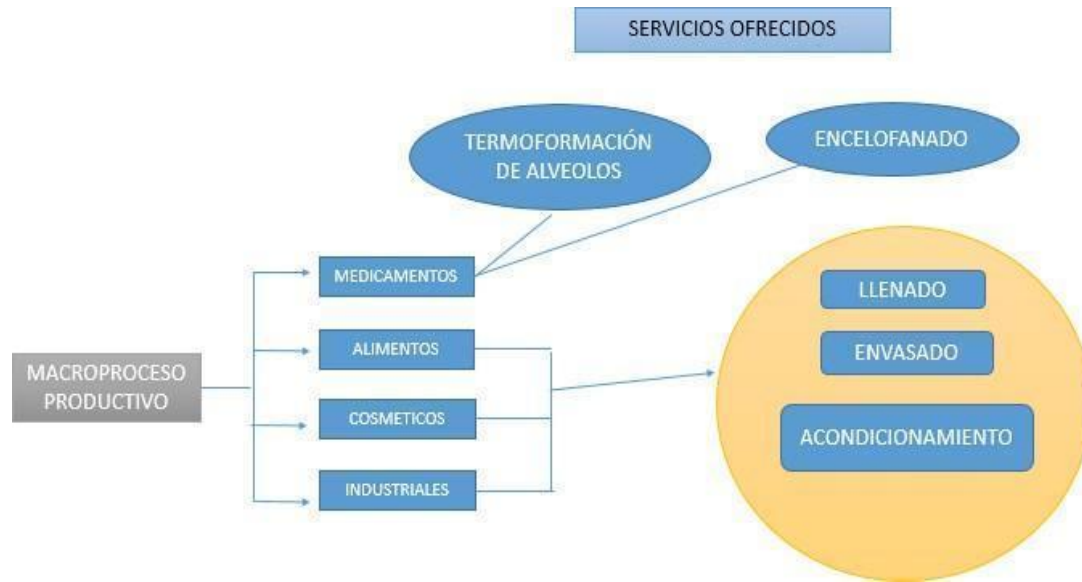 SERVICIOS OFRECIDOS
TERMOFORMACIÓN
DE ALVEOLOS
ENCELOFANADO
MEDICAMENTOS
LLENADO
ALIMENTOS
ENVASADO
MACROPROCESO
PRODUCTIVO
COSMETICOS
ACONDICIONAMIENTO
INDUSTRIALES